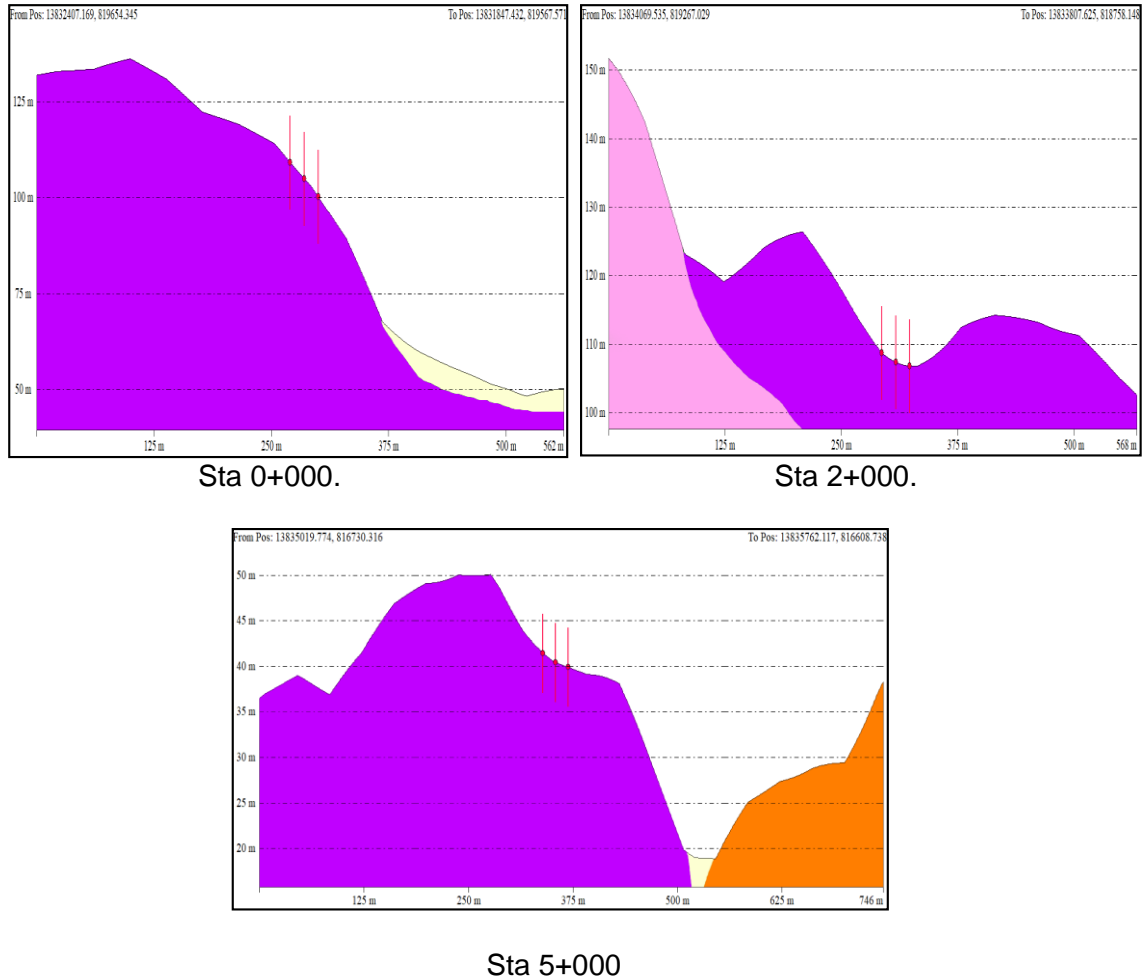 From Pos: 13832407.169, 819654.345 To Pos: 13831847.432, 819567.571
125 m
100 m
75 m
50 m
125 m 250 m 375 m 500 m 562 m
Sta 0+000.
From Pos: 13834069.535, 819267.029 To Pos: 13833807.625, 818758.148
150 m
140 m
130 m
120 m
110 m
100 m
125 m 250 m 375 m 500 m 568 m
Sta 2+000.
From Pos: 13835019.774, 816730.316 To Pos: 13835762.117, 816608.738
50 m
45 m
40 m
35 m
30 m
25 m
20 m
125 m 250 m 375 m 500 m 625 m 746 m
Sta 5+000